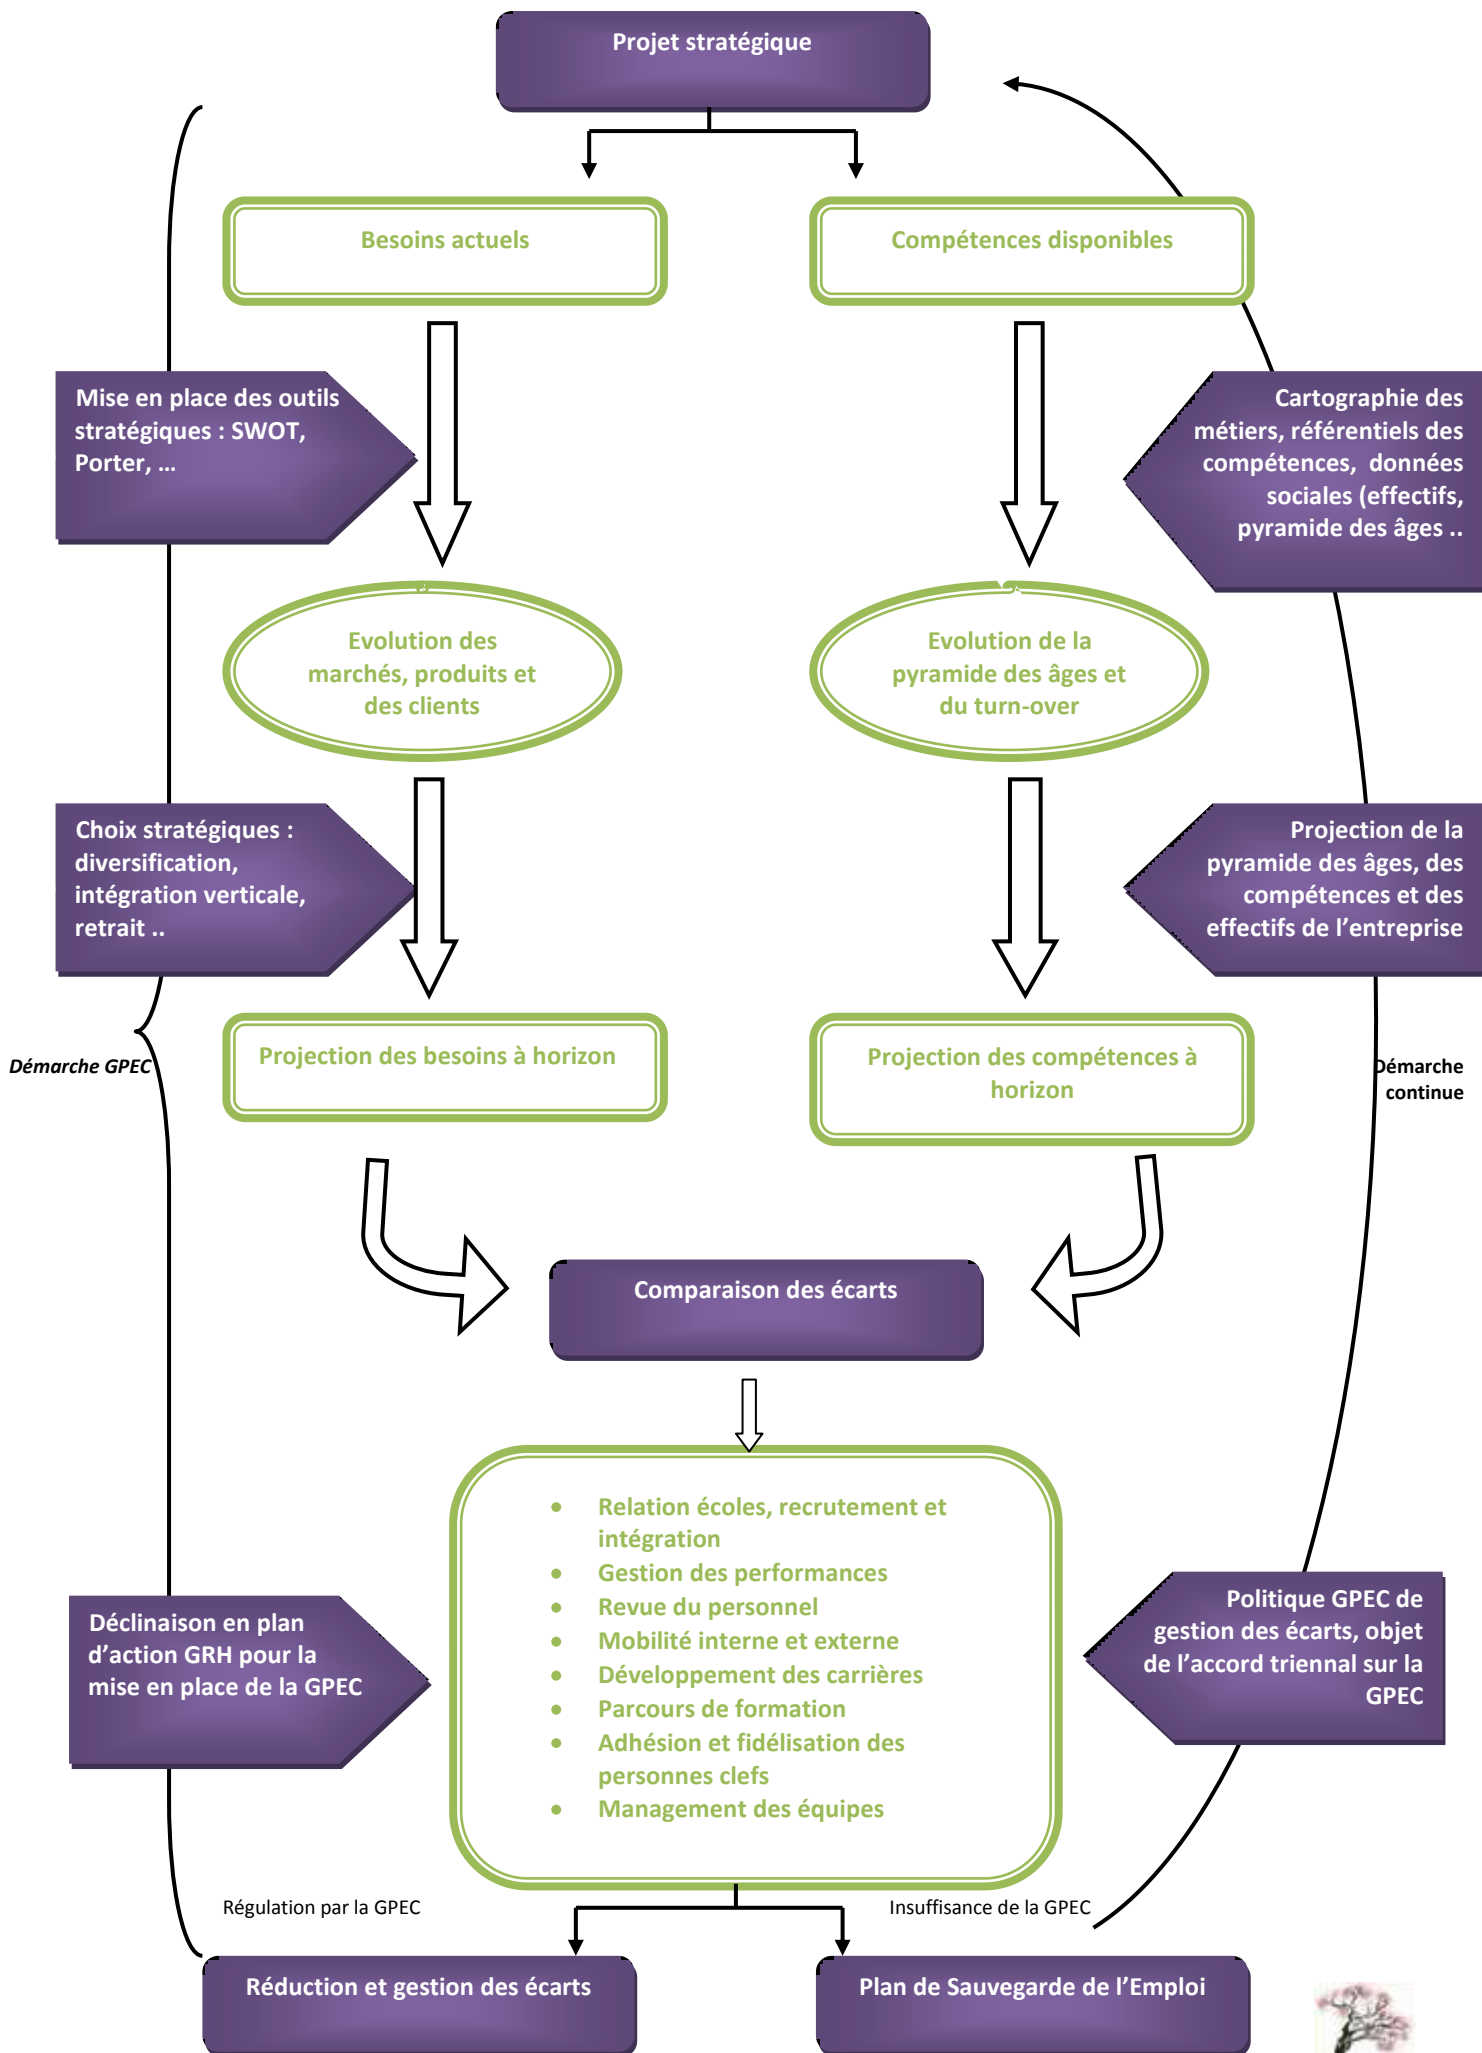 Projet stratégique
Besoins actuels
Compétences disponibles
Mise en place des outils
stratégiques : SWOT,
Porter, …
Cartographie des
métiers, référentiels des
compétences,  données
sociales (effectifs,
pyramide des âges ..
Evolution des
marchés, produits et
des clients
Evolution de la
pyramide des âges et
du turn-over
Choix stratégiques :
diversification,
intégration verticale,
retrait ..
Projection de la
pyramide des âges, des
compétences et des
effectifs de l’entreprise
Démarche GPEC
Projection des besoins à horizon
Projection des compétences à
horizon
Démarche
continue
Comparaison des écarts
• Relation écoles, recrutement et
intégration
• Gestion des performances
• Revue du personnel
• Mobilité interne et externe
• Développement des carrières
• Parcours de formation
• Adhésion et fidélisation des
personnes clefs
• Management des équipes
Déclinaison en plan
d’action GRH pour la
mise en place de la GPEC
Politique GPEC de
gestion des écarts, objet
de l’accord triennal sur la
GPEC
Régulation par la GPEC
Insuffisance de la GPEC
Réduction et gestion des écarts
Plan de Sauvegarde de l’Emploi